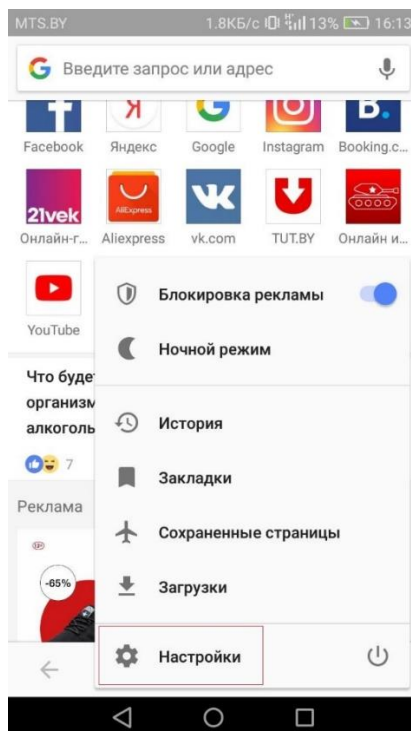 MTS.BY 1.8КБ/с 13% 16:13
G Введите запрос или адрес
f Я G B.
Facebook Яндекс Google Instagram Booking.c...
21vek AliExpress
Онлайн-г... Aliexpress vk.com TUT.BY Онлайн и...
YouTube
Блокировка рекламы
Ночной режим
Что буде
организм
алкоголь
7
История
Закладки
Реклама
Сохраненные страницы
-65%
Загрузки
Настройки